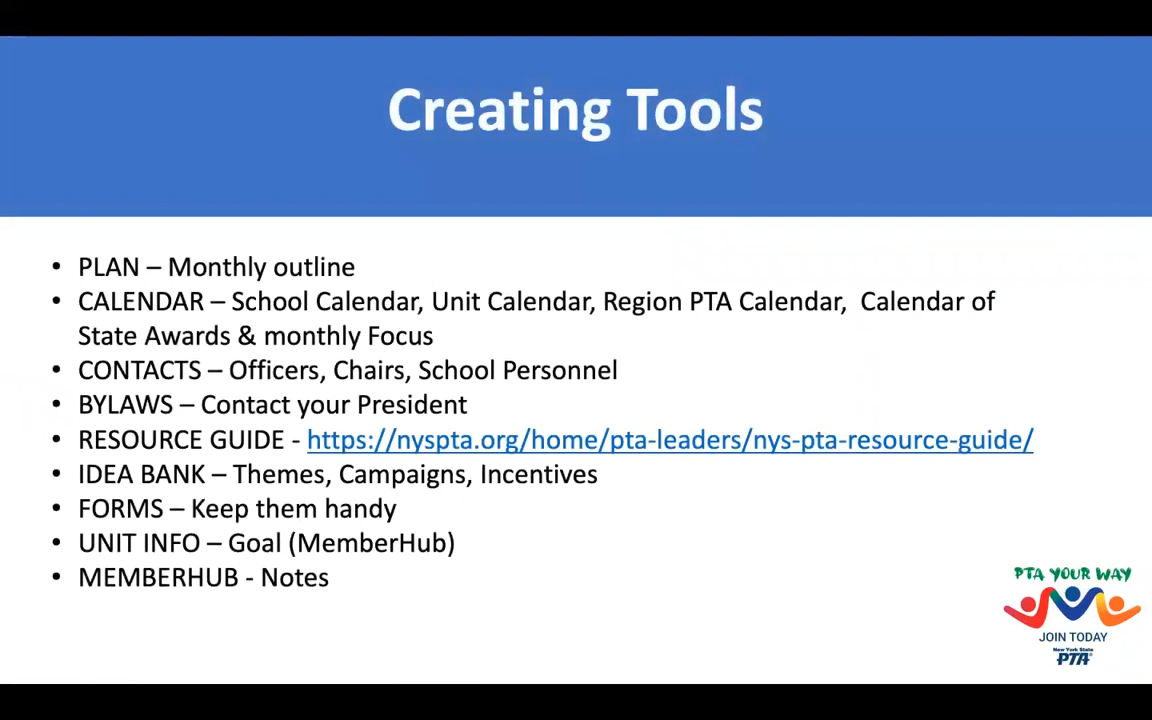 Creating Tools
• PLAN – Monthly outline
• CALENDAR – School Calendar, Unit Calendar, Region PTA Calendar,  Calendar of
State Awards & monthly Focus
• CONTACTS – Officers, Chairs, School Personnel
• BYLAWS – Contact your President
• RESOURCE GUIDE - https://nyspta.org/home/pta-leaders/nys-pta-resource-guide/
• IDEA BANK – Themes, Campaigns, Incentives
• FORMS – Keep them handy
• UNIT INFO – Goal (MemberHub)
• MEMBERHUB - Notes
PTA YOUR WAY
JOIN TODAY
New York State
PTA®